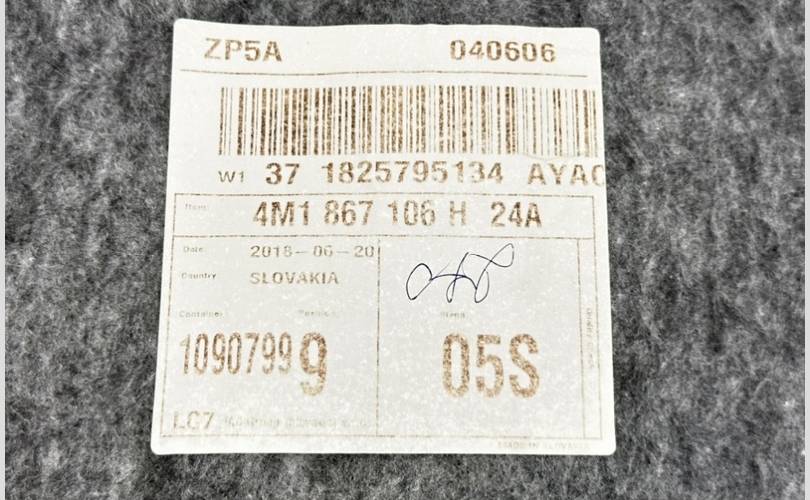 ZP5A 040606
W1 37 1825795134 AYAC
Item: 4M1 867 106 H 24A
Date: 2018-06-20
Country SLOVAKIA
Container
1090799 9 05S
LC7
MADE IN SLOVAKIA